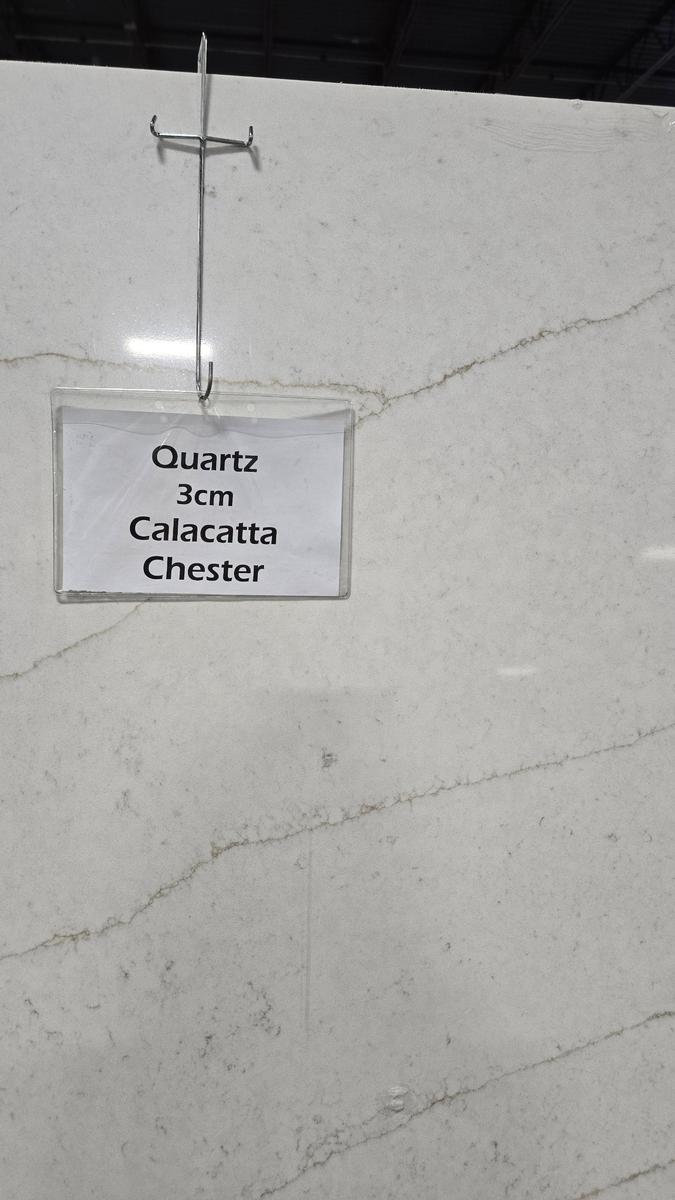 Quartz
3cm
Calacatta
Chester